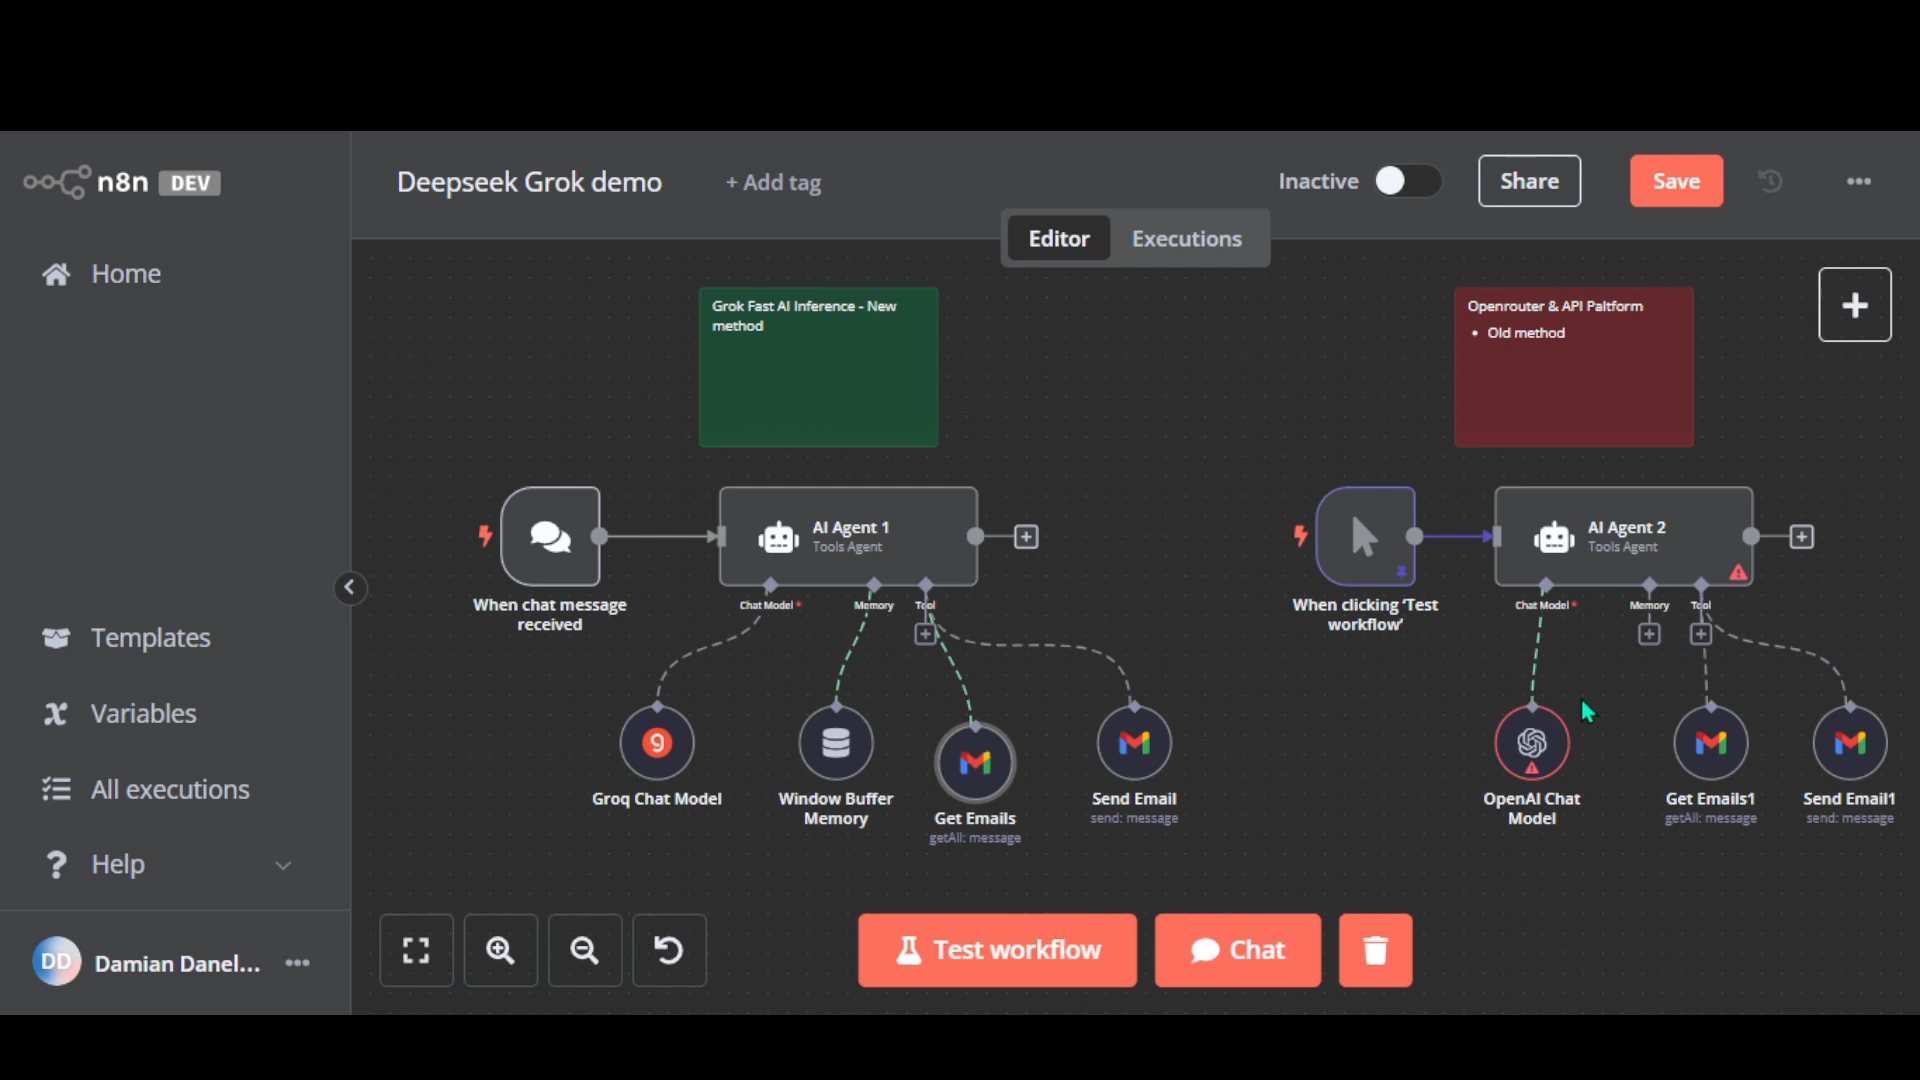 n8n DEV
Deepseek Grok demo
+ Add tag
Inactive
Share
Save
Editor
Executions
Home
Templates
Variables
All executions
Help
DD
Damian Danel...
Grok Fast AI Inference - New
method
Openrouter & API Paltform
• Old method
When chat message
received
AI Agent 1
Tools Agent
Chat Model *
Memory
Tool
Groq Chat Model
Window Buffer
Memory
Get Emails
getAll: message
Send Email
send: message
When clicking ‘Test
workflow’
AI Agent 2
Tools Agent
Chat Model *
Memory
Tool
OpenAI Chat
Model
Get Emails1
getAll: message
Send Email1
send: message
Test workflow
Chat